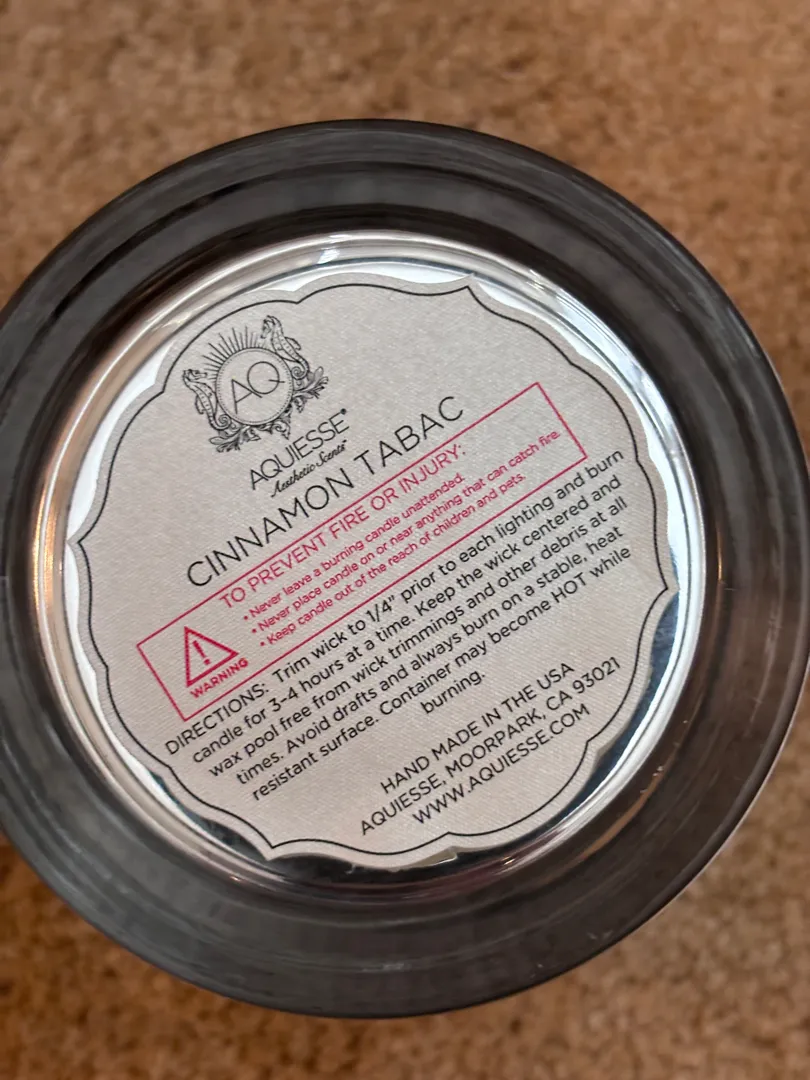 AQ
AQUIESSE®
Aesthetic Scents™
CINNAMON TABAC
TO PREVENT FIRE OR INJURY:
• Never leave a burning candle unattended.
• Never place candle on or near anything that can catch fire.
• Keep candle out of the reach of children and pets.
WARNING
DIRECTIONS: Trim wick to 1/4" prior to each lighting and burn
candle for 3-4 hours at a time. Keep the wick centered and
wax pool free from wick trimmings and other debris at all
times. Avoid drafts and always burn on a stable, heat
resistant surface. Container may become HOT while
burning.
HAND MADE IN THE USA
AQUIESSE, MOORPARK, CA 93021
WWW.AQUIESSE.COM